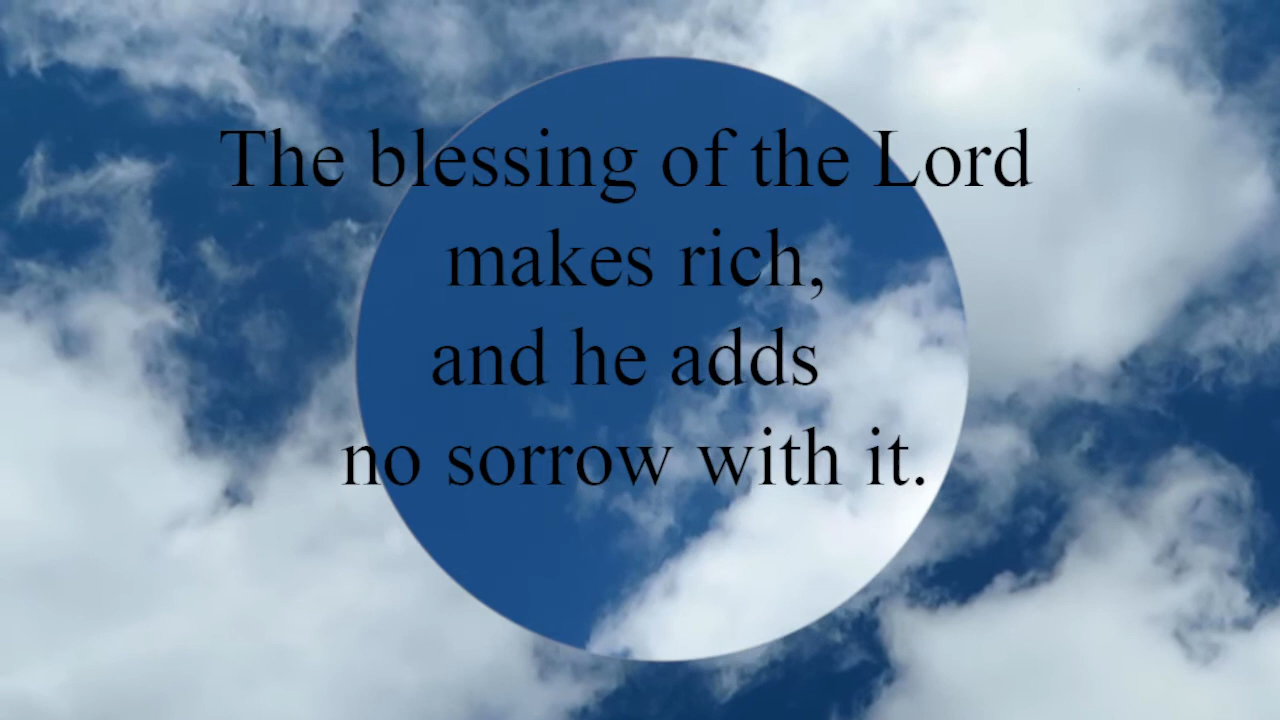 The blessing of the Lord
makes rich,
and he adds
no sorrow with it.